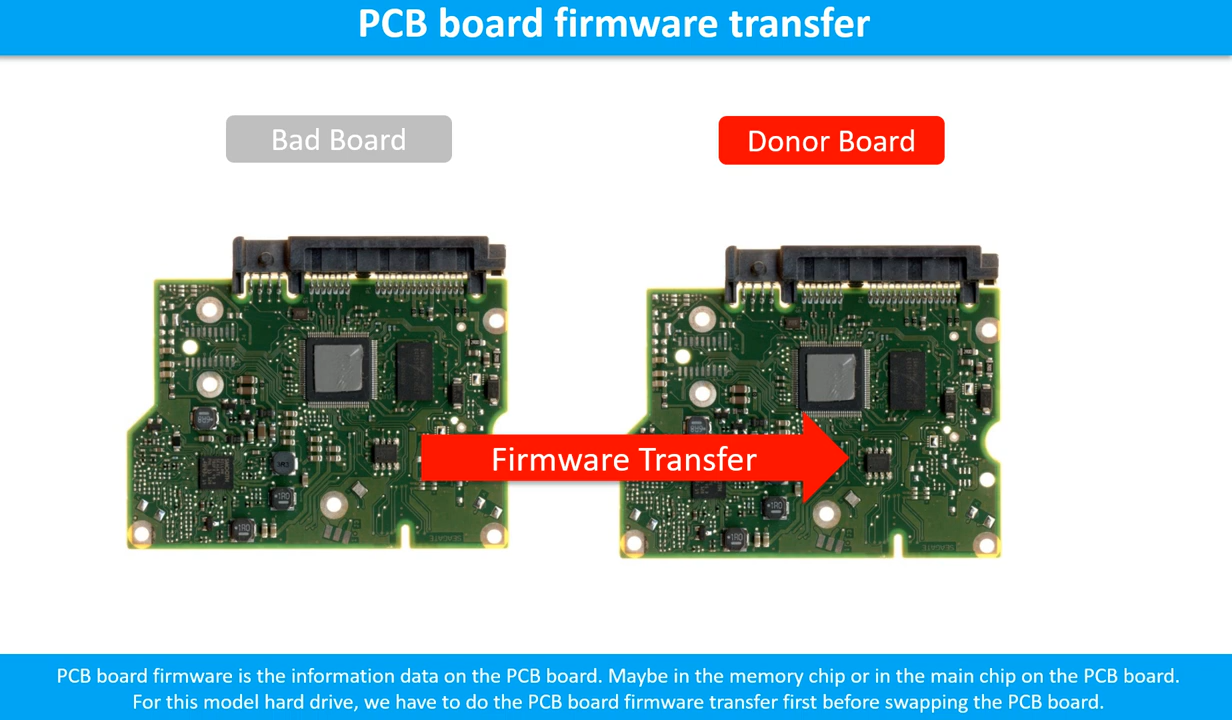 PCB board firmware transfer
Bad Board
Donor Board
Firmware Transfer
PCB board firmware is the information data on the PCB board. Maybe in the memory chip or in the main chip on the PCB board.
For this model hard drive, we have to do the PCB board firmware transfer first before swapping the PCB board.